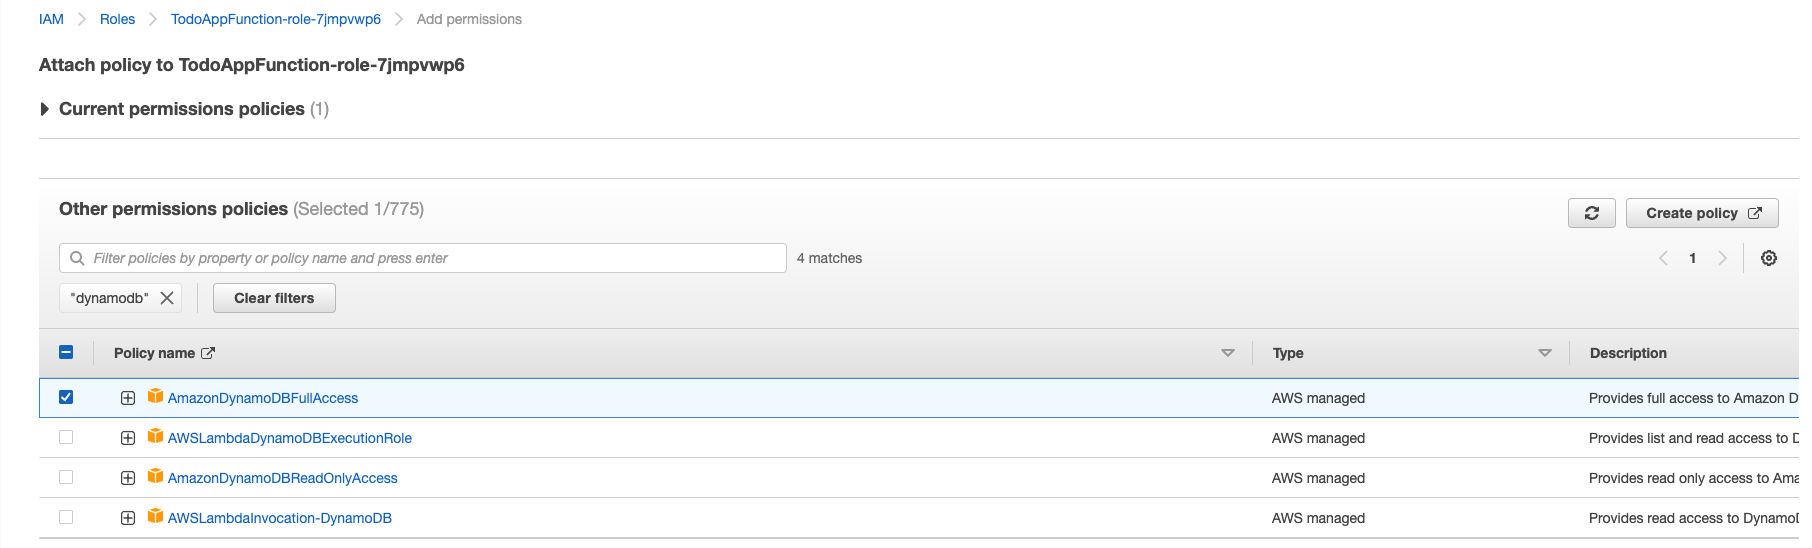 IAM Roles TodoAppFunction-role-7jmpvwp6 Add permissions
Attach policy to TodoAppFunction-role-7jmpvwp6
Current permissions policies (1)
Other permissions policies (Selected 1/775)
Create policy
Filter policies by property or policy name and press enter
4 matches
1
"dynamodb"
Clear filters
Policy name Type Description
AmazonDynamoDBFullAccess AWS managed Provides full access to Amazon D
AWSLambdaDynamoDBExecutionRole AWS managed Provides list and read access to D
AmazonDynamoDBReadOnlyAccess AWS managed Provides read only access to Ama
AWSLambdaInvocation-DynamoDB AWS managed Provides read access to DynamoD